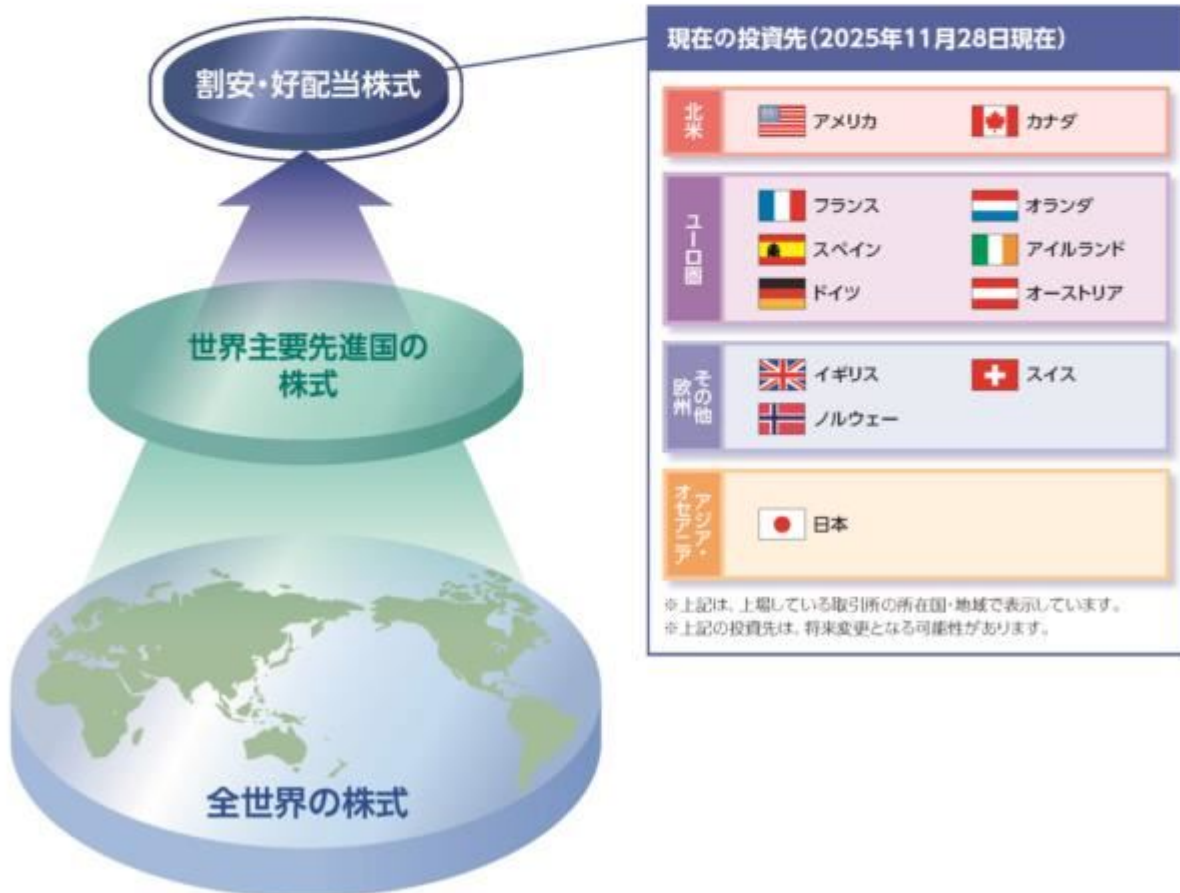 割安・好配当株式
世界主要先進国の
株式
全世界の株式
現在の投資先(2025年11月28日現在)
北米
アメリカ
カナダ
ユーロ圏
フランス
オランダ
スペイン
アイルランド
ドイツ
オーストリア
その他
欧州
イギリス
スイス
ノルウェー
アジア・
オセアニア
日本
※上記は、上場している取引所の所在国・地域で表示しています。
※上記の投資先は、将来変更となる可能性があります。